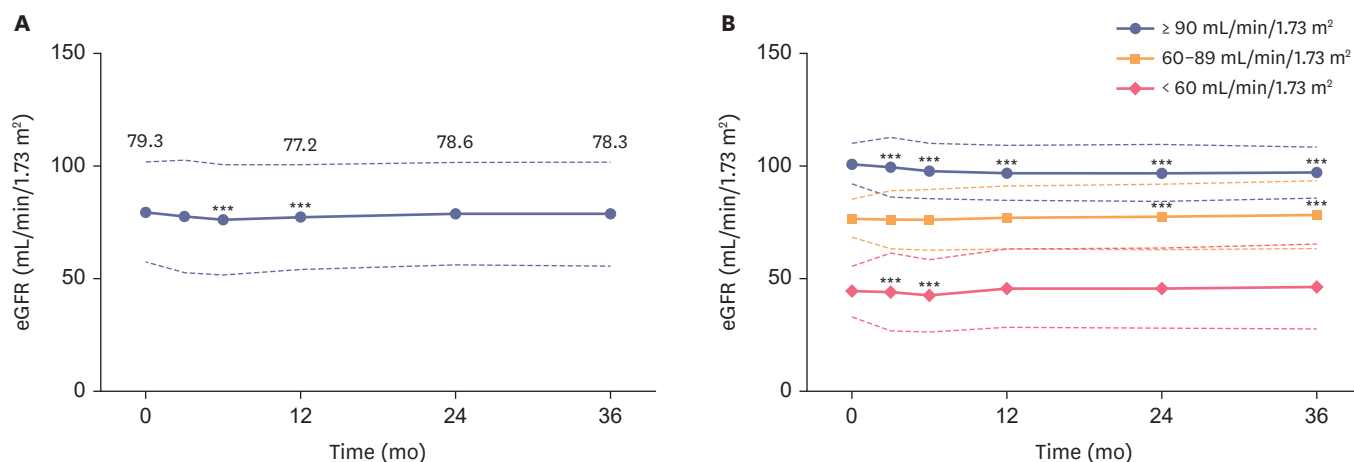 A
150
100
50
0
eGFR (mL/min/1.73 m²)
79.3
77.2
78.6
78.3
***
***
0
12
24
36
Time (mo)
B
≥ 90 mL/min/1.73 m²
60–89 mL/min/1.73 m²
< 60 mL/min/1.73 m²
150
100
50
0
eGFR (mL/min/1.73 m²)
*** *** *** *** ***
*** ***
*** ***
0
12
24
36
Time (mo)